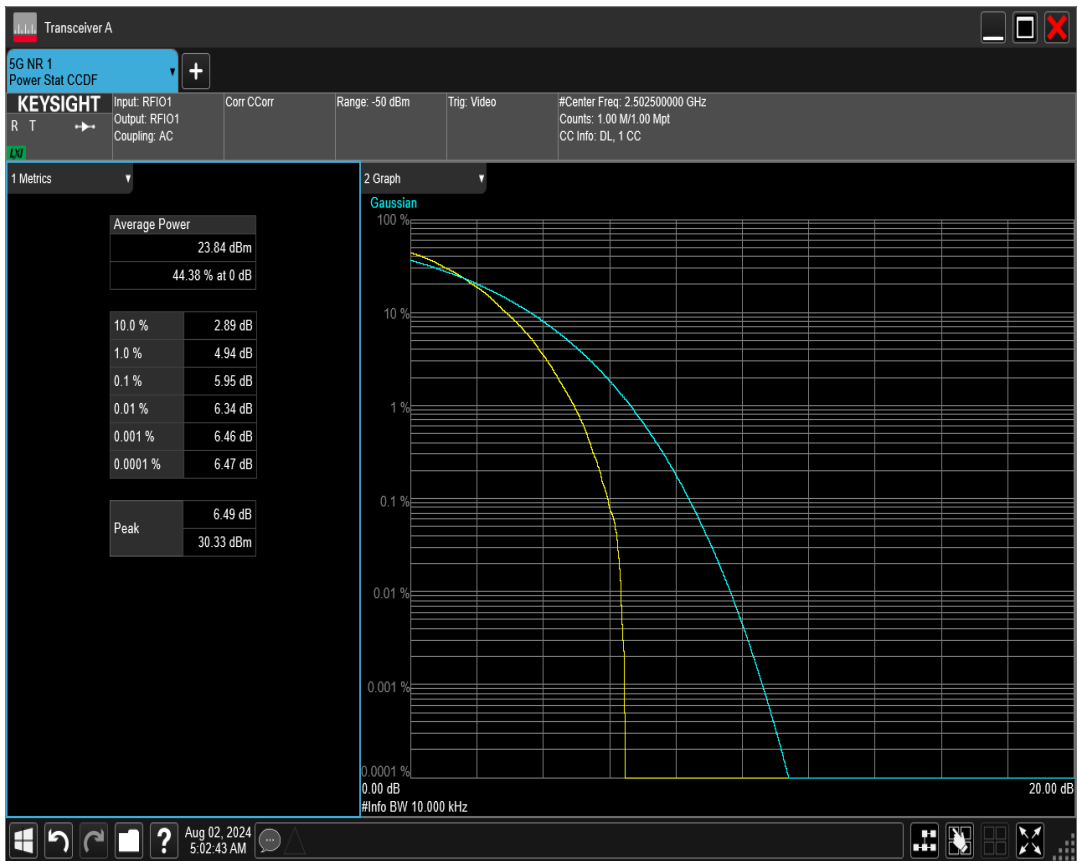 Transceiver A
5G NR 1
Power Stat CCDF
+
KEYSIGHT
R T
LXI
Input: RFIO1
Output: RFIO1
Coupling: AC
Corr CCorr
Range: -50 dBm
Trig: Video
#Center Freq: 2.502500000 GHz
Counts: 1.00 M/1.00 Mpt
CC Info: DL, 1 CC
1 Metrics
Average Power
23.84 dBm
44.38 % at 0 dB
10.0 % 2.89 dB
1.0 % 4.94 dB
0.1 % 5.95 dB
0.01 % 6.34 dB
0.001 % 6.46 dB
0.0001 % 6.47 dB
Peak
6.49 dB
30.33 dBm
2 Graph
Gaussian
100 %
10 %
1 %
0.1 %
0.01 %
0.001 %
0.0001 %
0.00 dB 20.00 dB
#Info BW 10.000 kHz
?
Aug 02, 2024
5:02:43 AM